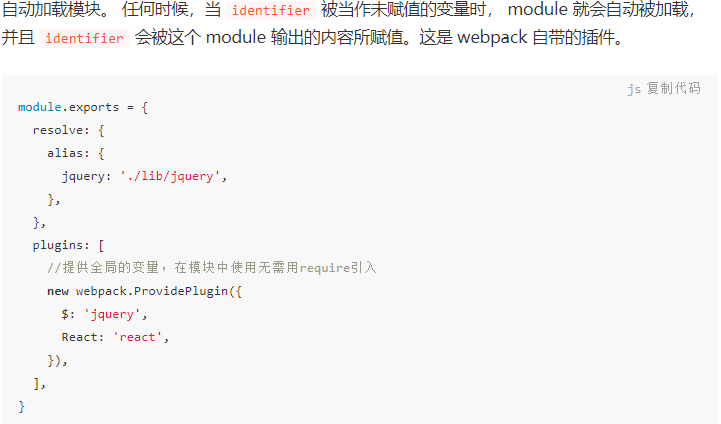 自动加载模块。 任何时候，当 identifier 被当作未赋值的变量时， module 就会自动被加载，
并且 identifier 会被这个 module 输出的内容所赋值。这是 webpack 自带的插件。
js 复制代码
module.exports = {
  resolve: {
    alias: {
      jquery: './lib/jquery',
    },
  },
  plugins: [
    //提供全局的变量，在模块中使用无需用require引入
    new webpack.ProvidePlugin({
      $: 'jquery',
      React: 'react',
    }),
  ],
}